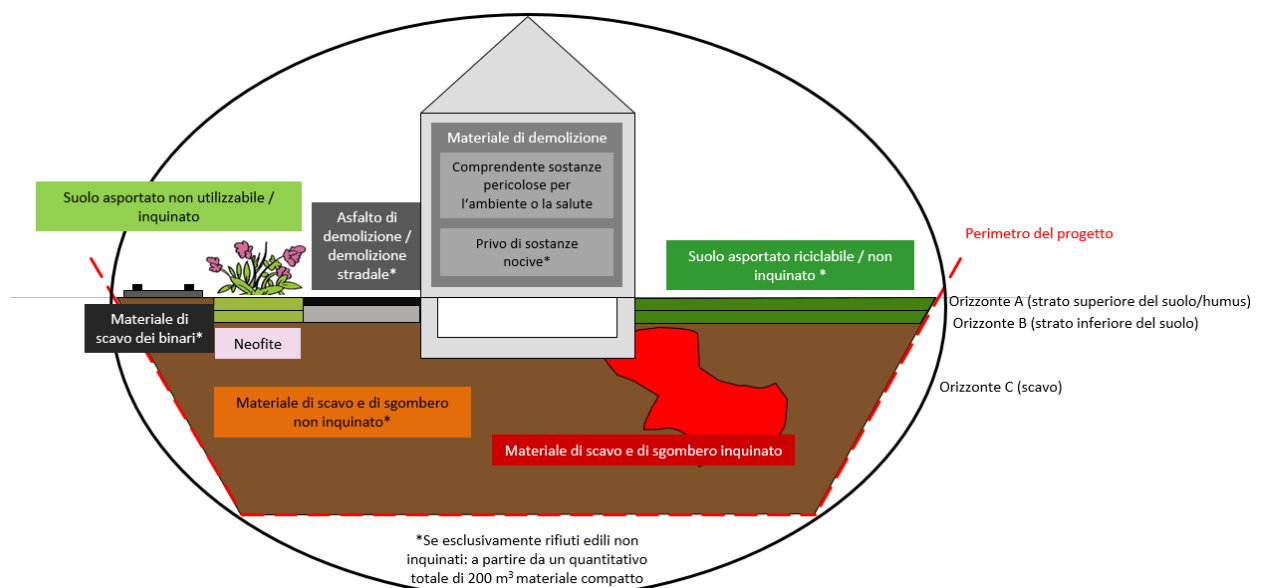 Materiale di demolizione
Comprendente sostanze
pericolose per
l‘ambiente o la salute
Privo di sostanze
nocive*
Suolo asportato non utilizzabile /
inquinato
Asfalto di
demolizione /
demolizione
stradale*
Suolo asportato riciclabile / non
inquinato *
Perimetro del progetto
Materiale di
scavo dei binari*
Neofite
Orizzonte A (strato superiore del suolo/humus)
Orizzonte B (strato inferiore del suolo)
Orizzonte C (scavo)
Materiale di scavo e di sgombero
non inquinato*
Materiale di scavo e di sgombero inquinato
*Se esclusivamente rifiuti edili non
inquinati: a partire da un quantitativo
totale di 200 m³ materiale compatto